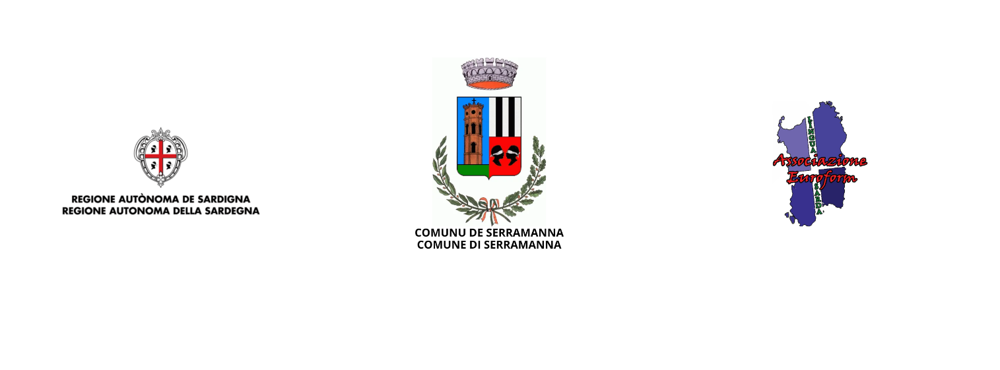 REGIONE AUTÒNOMA DE SARDIGNA
REGIONE AUTONOMA DELLA SARDEGNA
COMUNU DE SERRAMANNA
COMUNE DI SERRAMANNA
LINGUA
Associazione
Euroform
SARDA